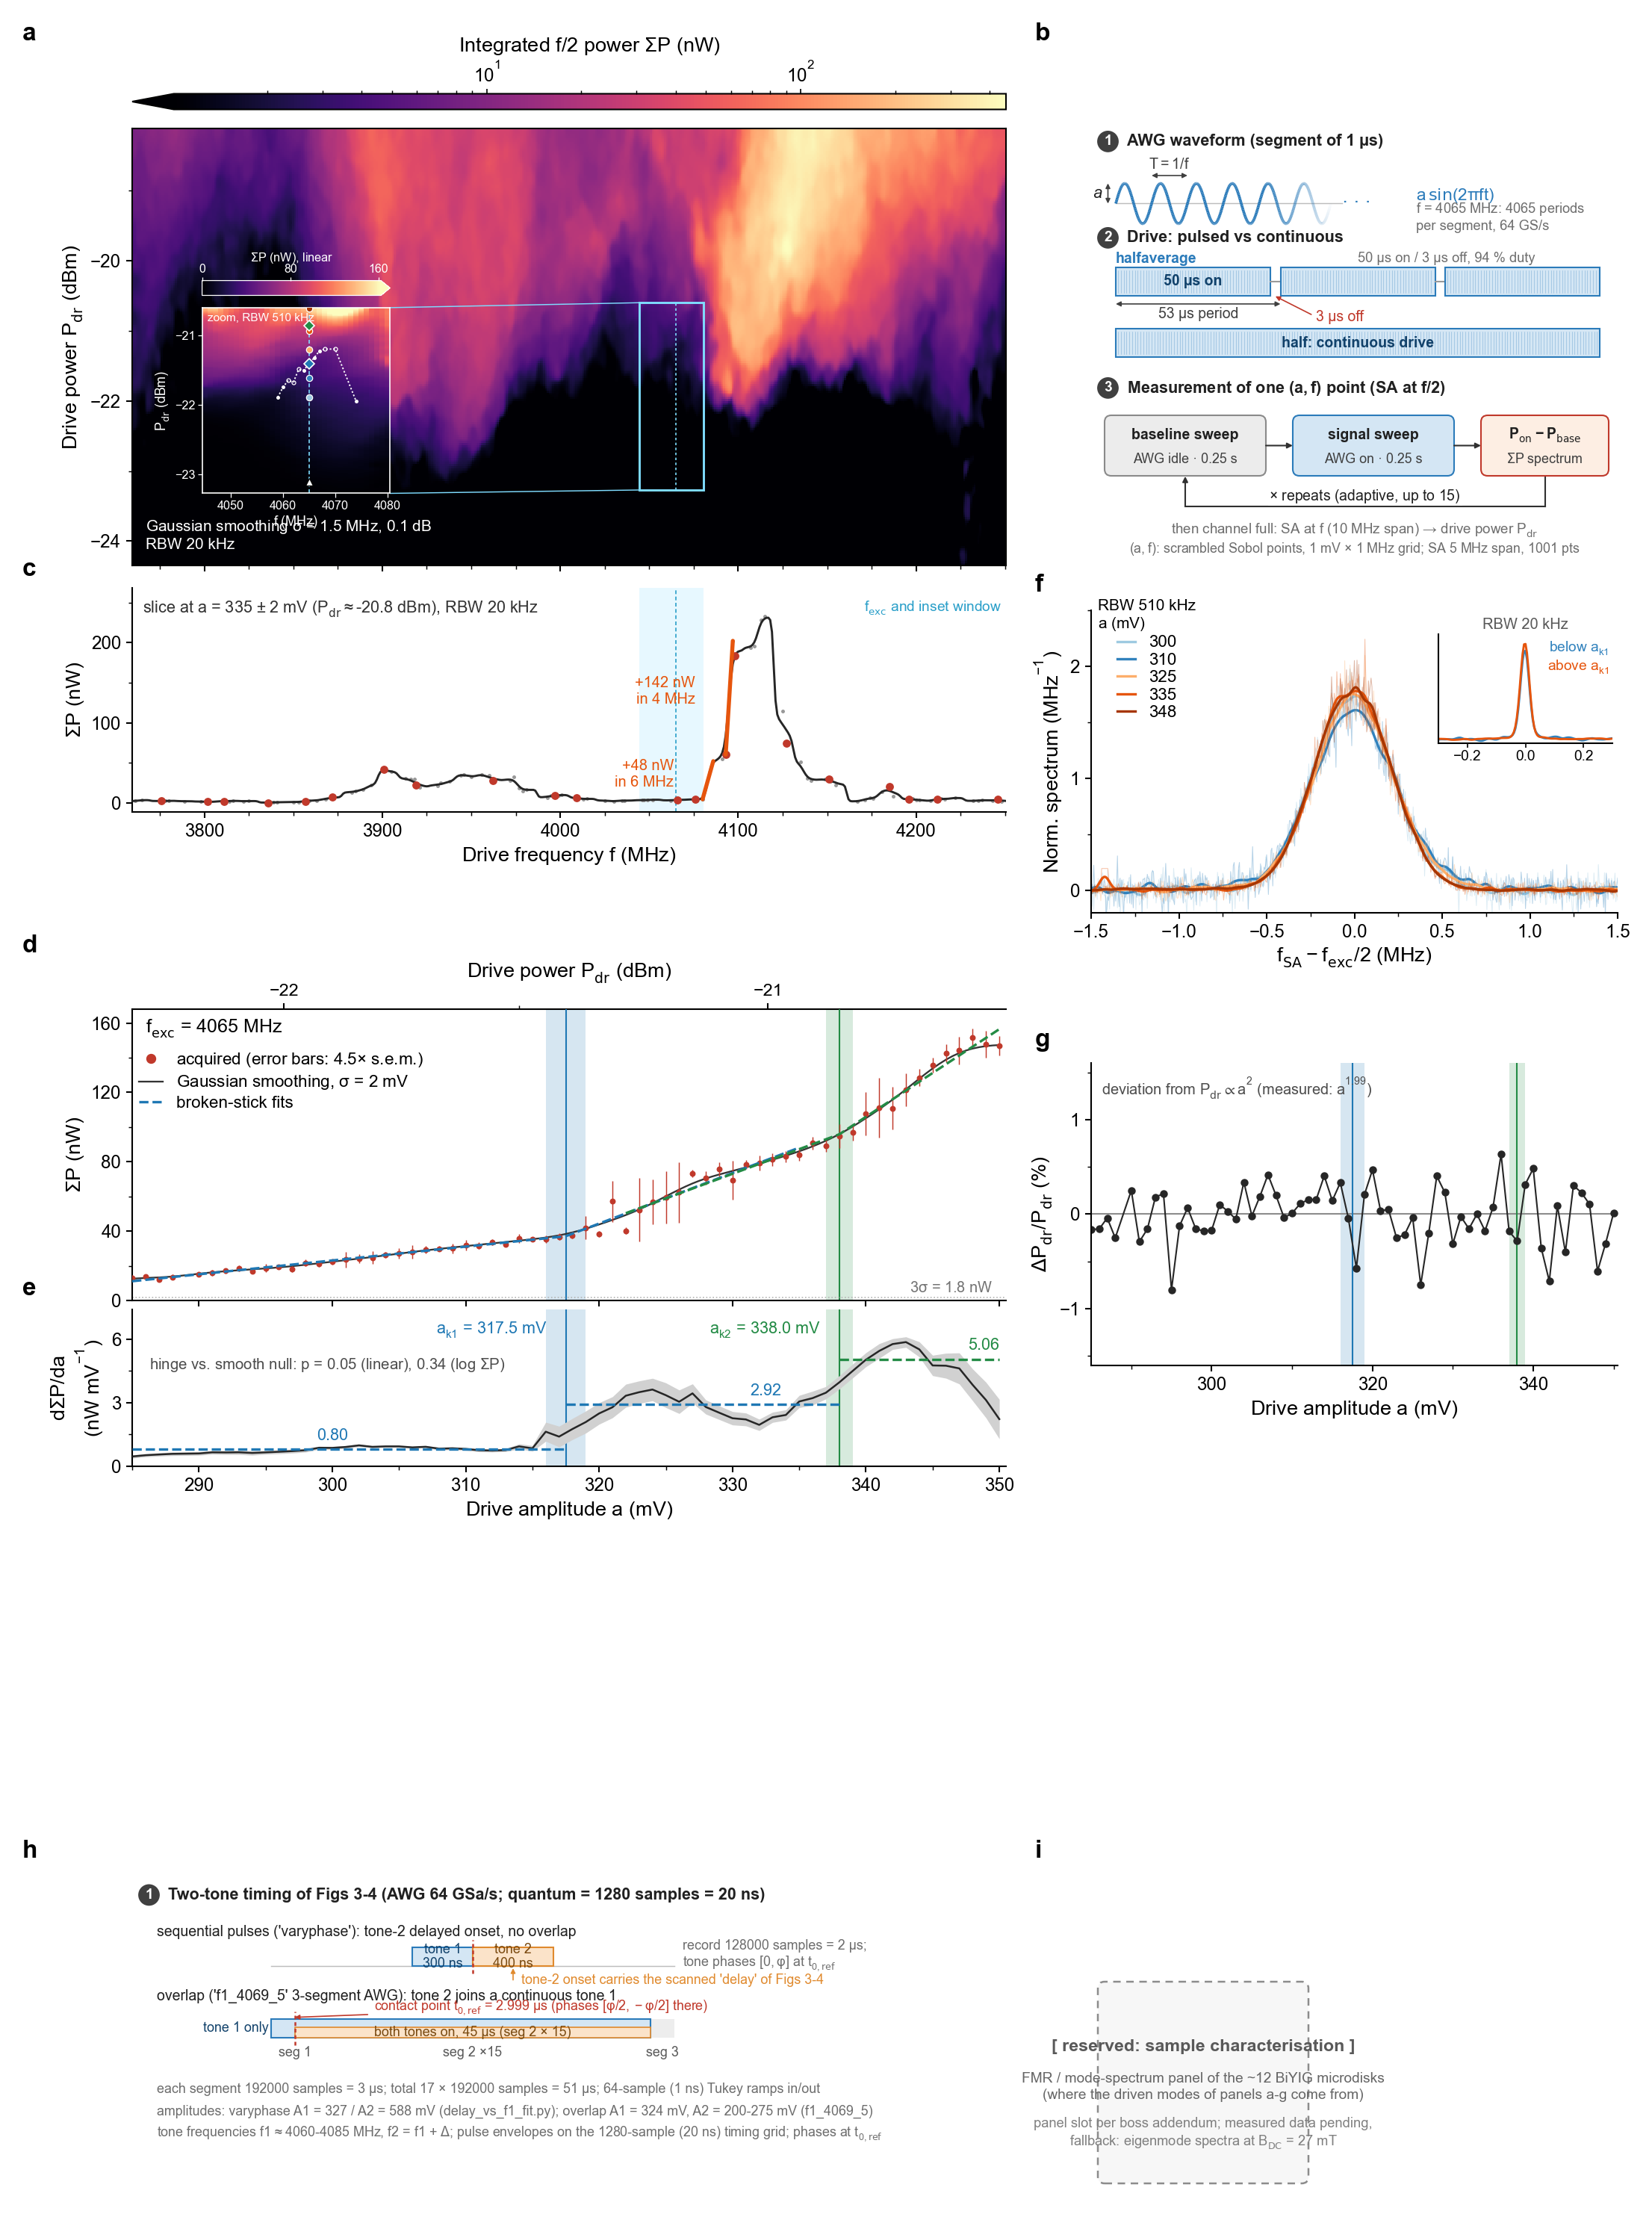 a
Integrated f/2 power ΣP (nW)
10¹ 10²
Drive power P_dr (dBm)
−20
−22
−24
ΣP (nW), linear
0 80 160
zoom, RBW 510 kHz
P_dr (dBm)
−21
−22
−23
4050 4060 4070 4080
f (MHz)
Gaussian smoothing σ = 1.5 MHz, 0.1 dB
RBW 20 kHz
b
1 AWG waveform (segment of 1 µs)
T = 1/f
a
a sin(2πft)
f = 4065 MHz: 4065 periods
per segment, 64 GS/s
2 Drive: pulsed vs continuous
halfaverage
50 µs on / 3 µs off, 94 % duty
50 µs on
53 µs period
3 µs off
half: continuous drive
3 Measurement of one (a, f) point (SA at f/2)
baseline sweep
AWG idle · 0.25 s
signal sweep
AWG on · 0.25 s
P_on − P_base
ΣP spectrum
× repeats (adaptive, up to 15)
then channel full: SA at f (10 MHz span) → drive power P_dr
(a, f): scrambled Sobol points, 1 mV × 1 MHz grid; SA 5 MHz span, 1001 pts
c
slice at a = 335 ± 2 mV (P_dr ≈ -20.8 dBm), RBW 20 kHz
f_exc and inset window
ΣP (nW)
200
100
0
+142 nW
in 4 MHz
+48 nW
in 6 MHz
3800 3900 4000 4100 4200
Drive frequency f (MHz)
f
RBW 510 kHz
a (mV)
300
310
325
335
348
RBW 20 kHz
below a_k1
above a_k1
−0.2 0.0 0.2
Norm. spectrum (MHz⁻¹)
2
1
0
−1.5 −1.0 −0.5 0.0 0.5 1.0 1.5
f_SA − f_exc/2 (MHz)
d
Drive power P_dr (dBm)
−22 −21
f_exc = 4065 MHz
acquired (error bars: 4.5× s.e.m.)
Gaussian smoothing, σ = 2 mV
broken-stick fits
ΣP (nW)
160
120
80
40
0
3σ = 1.8 nW
e
a_k1 = 317.5 mV
a_k2 = 338.0 mV
hinge vs. smooth null: p = 0.05 (linear), 0.34 (log ΣP)
0.80
2.92
5.06
dΣP/da
(nW mV⁻¹)
6
3
0
290 300 310 320 330 340 350
Drive amplitude a (mV)
g
deviation from P_dr ∝ a² (measured: a^1.99)
ΔP_dr/P_dr (%)
1
0
−1
300 320 340
Drive amplitude a (mV)
h
1 Two-tone timing of Figs 3-4 (AWG 64 GSa/s; quantum = 1280 samples = 20 ns)
sequential pulses ('varyphase'): tone-2 delayed onset, no overlap
tone 1
300 ns
tone 2
400 ns
record 128000 samples = 2 µs;
tone phases [0, φ] at t_0,ref
tone-2 onset carries the scanned 'delay' of Figs 3-4
overlap ('f1_4069_5' 3-segment AWG): tone 2 joins a continuous tone 1
contact point t_0,ref = 2.999 µs (phases [φ/2, − φ/2] there)
tone 1 only
both tones on, 45 µs (seg 2 × 15)
seg 1 seg 2 ×15 seg 3
each segment 192000 samples = 3 µs; total 17 × 192000 samples = 51 µs; 64-sample (1 ns) Tukey ramps in/out
amplitudes: varyphase A1 = 327 / A2 = 588 mV (delay_vs_f1_fit.py); overlap A1 = 324 mV, A2 = 200-275 mV (f1_4069_5)
tone frequencies f1 ≈ 4060-4085 MHz, f2 = f1 + Δ; pulse envelopes on the 1280-sample (20 ns) timing grid; phases at t_0,ref
i
[ reserved: sample characterisation ]
FMR / mode-spectrum panel of the ~12 BiYIG microdisks
(where the driven modes of panels a-g come from)
panel slot per boss addendum; measured data pending,
fallback: eigenmode spectra at B_DC = 27 mT